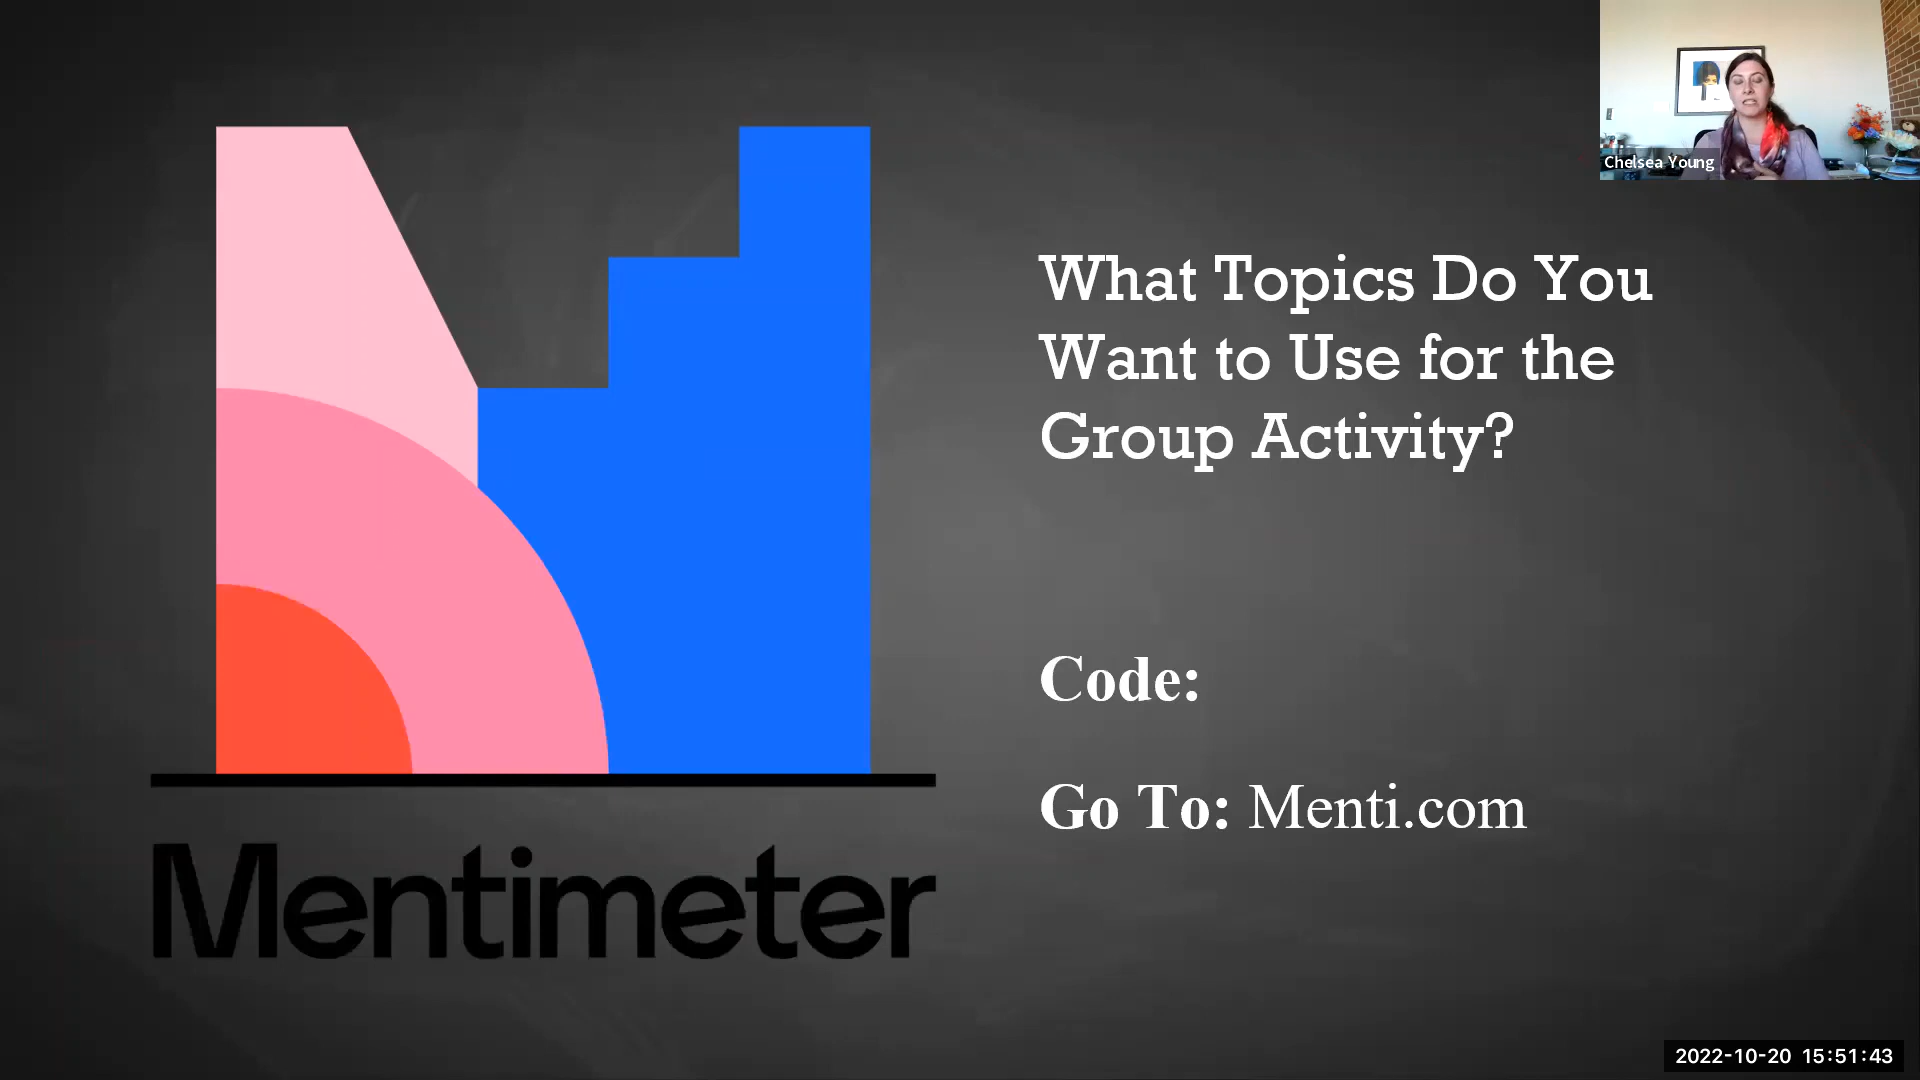 Chelsea Young
What Topics Do You
Want to Use for the
Group Activity?
Code:
Go To: Menti.com
Mentimeter
2022-10-20 15:51:43